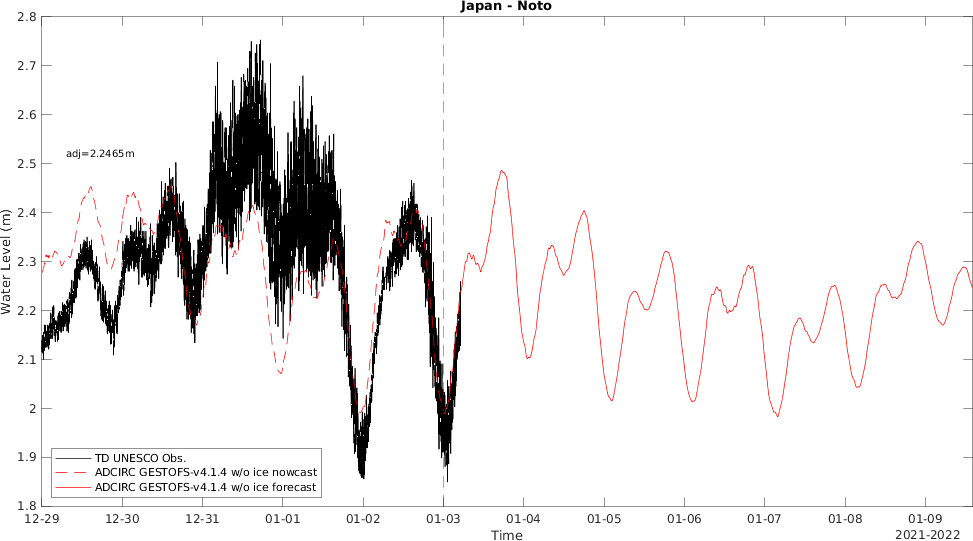 Japan - Noto
2.8
2.7
2.6
2.5
2.4
2.3
2.2
2.1
2
1.9
1.8
Water Level (m)
adj=2.2465m
TD UNESCO Obs.
ADCIRC GESTOFS-v4.1.4 w/o ice nowcast
ADCIRC GESTOFS-v4.1.4 w/o ice forecast
12-29 12-30 12-31 01-01 01-02 01-03 01-04 01-05 01-06 01-07 01-08 01-09
Time
2021-2022